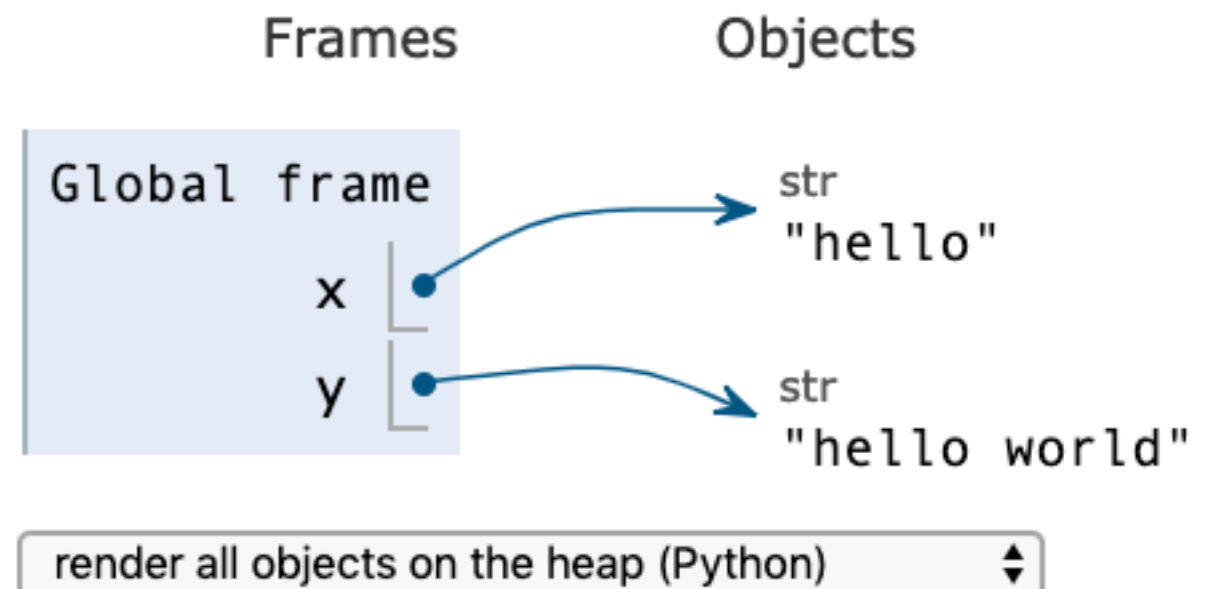 Frames Objects
Global frame
str
"hello"
x
str
y
"hello world"
render all objects on the heap (Python)